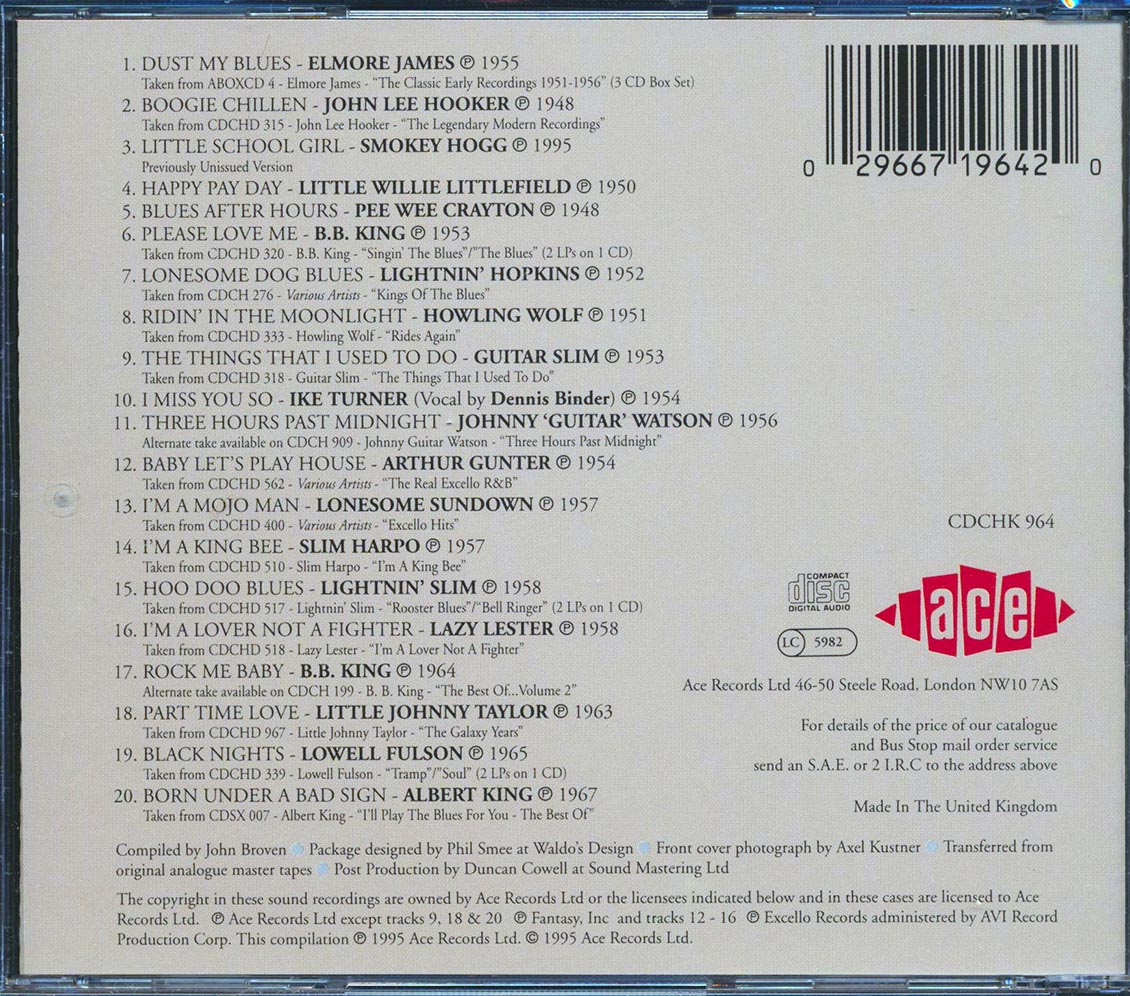 1. DUST MY BLUES - ELMORE JAMES ℗ 1955
Taken from ABOXCD 4 - Elmore James - “The Classic Early Recordings 1951-1956” (3 CD Box Set)
2. BOOGIE CHILLEN - JOHN LEE HOOKER ℗ 1948
Taken from CDCHD 315 - John Lee Hooker - “The Legendary Modern Recordings”
3. LITTLE SCHOOL GIRL - SMOKEY HOGG ℗ 1995
Previously Unissued Version
4. HAPPY PAY DAY - LITTLE WILLIE LITTLEFIELD ℗ 1950
5. BLUES AFTER HOURS - PEE WEE CRAYTON ℗ 1948
6. PLEASE LOVE ME - B.B. KING ℗ 1953
Taken from CDCHD 320 - B.B. King - “Singin’ The Blues”/“The Blues” (2 LPs on 1 CD)
7. LONESOME DOG BLUES - LIGHTNIN’ HOPKINS ℗ 1952
Taken from CDCH 276 - Various Artists - “Kings Of The Blues”
8. RIDIN’ IN THE MOONLIGHT - HOWLING WOLF ℗ 1951
Taken from CDCHD 333 - Howling Wolf - “Rides Again”
9. THE THINGS THAT I USED TO DO - GUITAR SLIM ℗ 1953
Taken from CDCHD 318 - Guitar Slim - “The Things That I Used To Do”
10. I MISS YOU SO - IKE TURNER (Vocal by Dennis Binder) ℗ 1954
11. THREE HOURS PAST MIDNIGHT - JOHNNY ‘GUITAR’ WATSON ℗ 1956
Alternate take available on CDCH 909 - Johnny Guitar Watson - “Three Hours Past Midnight”
12. BABY LET’S PLAY HOUSE - ARTHUR GUNTER ℗ 1954
Taken from CDCHD 562 - Various Artists - “The Real Excello R&B”
13. I’M A MOJO MAN - LONESOME SUNDOWN ℗ 1957
Taken from CDCHD 400 - Various Artists - “Excello Hits”
14. I’M A KING BEE - SLIM HARPO ℗ 1957
Taken from CDCHD 510 - Slim Harpo - “I’m A King Bee”
15. HOO DOO BLUES - LIGHTNIN’ SLIM ℗ 1958
Taken from CDCHD 517 - Lightnin’ Slim - “Rooster Blues”/“Bell Ringer” (2 LPs on 1 CD)
16. I’M A LOVER NOT A FIGHTER - LAZY LESTER ℗ 1958
Taken from CDCHD 518 - Lazy Lester - “I’m A Lover Not A Fighter”
17. ROCK ME BABY - B.B. KING ℗ 1964
Alternate take available on CDCH 199 - B. B. King - “The Best Of...Volume 2”
18. PART TIME LOVE - LITTLE JOHNNY TAYLOR ℗ 1963
Taken from CDCHD 967 - Little Johnny Taylor - “The Galaxy Years”
19. BLACK NIGHTS - LOWELL FULSON ℗ 1965
Taken from CDCHD 339 - Lowell Fulson - “Tramp”/”Soul” (2 LPs on 1 CD)
20. BORN UNDER A BAD SIGN - ALBERT KING ℗ 1967
Taken from CDSX 007 - Albert King - “I’ll Play The Blues For You - The Best Of”
0 29667 19642 0
CDCHK 964
COMPACT
disc
DIGITAL AUDIO
ace
LC 5982
Ace Records Ltd 46-50 Steele Road, London NW10 7AS
For details of the price of our catalogue
and Bus Stop mail order service
send an S.A.E. or 2 I.R.C to the address above
Made In The United Kingdom
Compiled by John Broven Package designed by Phil Smee at Waldo’s Design Front cover photograph by Axel Kustner Transferred from
original analogue master tapes Post Production by Duncan Cowell at Sound Mastering Ltd
The copyright in these sound recordings are owned by Ace Records Ltd or the licensees indicated below and in these cases are licensed to Ace
Records Ltd. ℗ Ace Records Ltd except tracks 9, 18 & 20 ℗ Fantasy, Inc and tracks 12 - 16 ℗ Excello Records administered by AVI Record
Production Corp. This compilation ℗ 1995 Ace Records Ltd. © 1995 Ace Records Ltd.